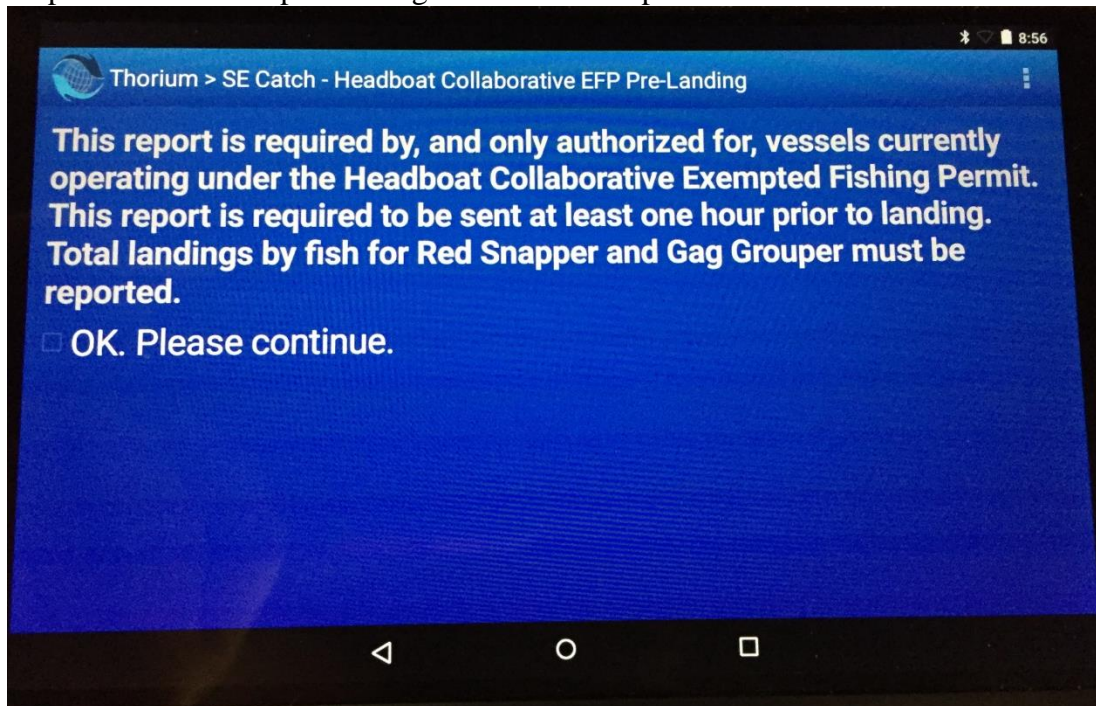 8:56
Thorium > SE Catch - Headboat Collaborative EFP Pre-Landing
This report is required by, and only authorized for, vessels currently
operating under the Headboat Collaborative Exempted Fishing Permit.
This report is required to be sent at least one hour prior to landing.
Total landings by fish for Red Snapper and Gag Grouper must be
reported.
OK. Please continue.